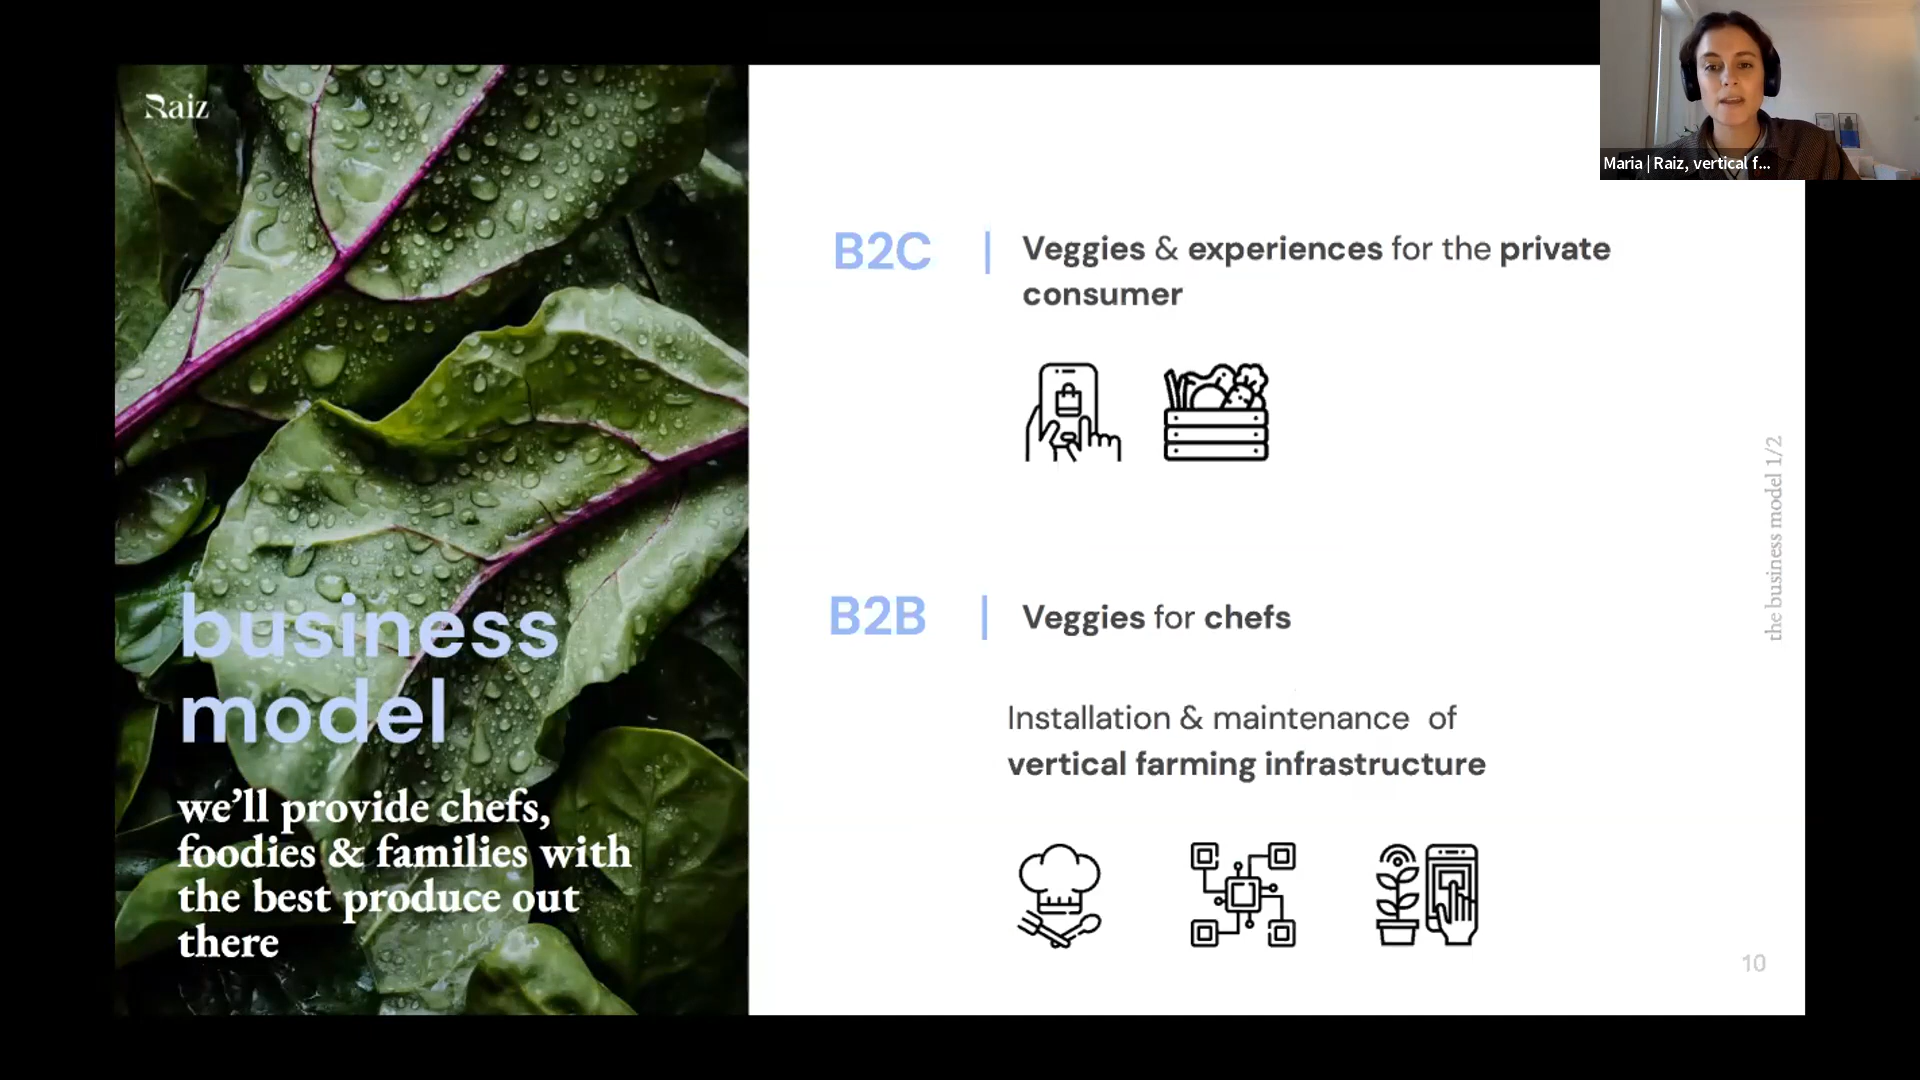 Raiz
business
model
we'll provide chefs,
foodies & families with
the best produce out
there
B2C | Veggies & experiences for the private
consumer
B2B | Veggies for chefs
Installation & maintenance of
vertical farming infrastructure
the business model 1/2
10
Maria | Raiz, vertical f...